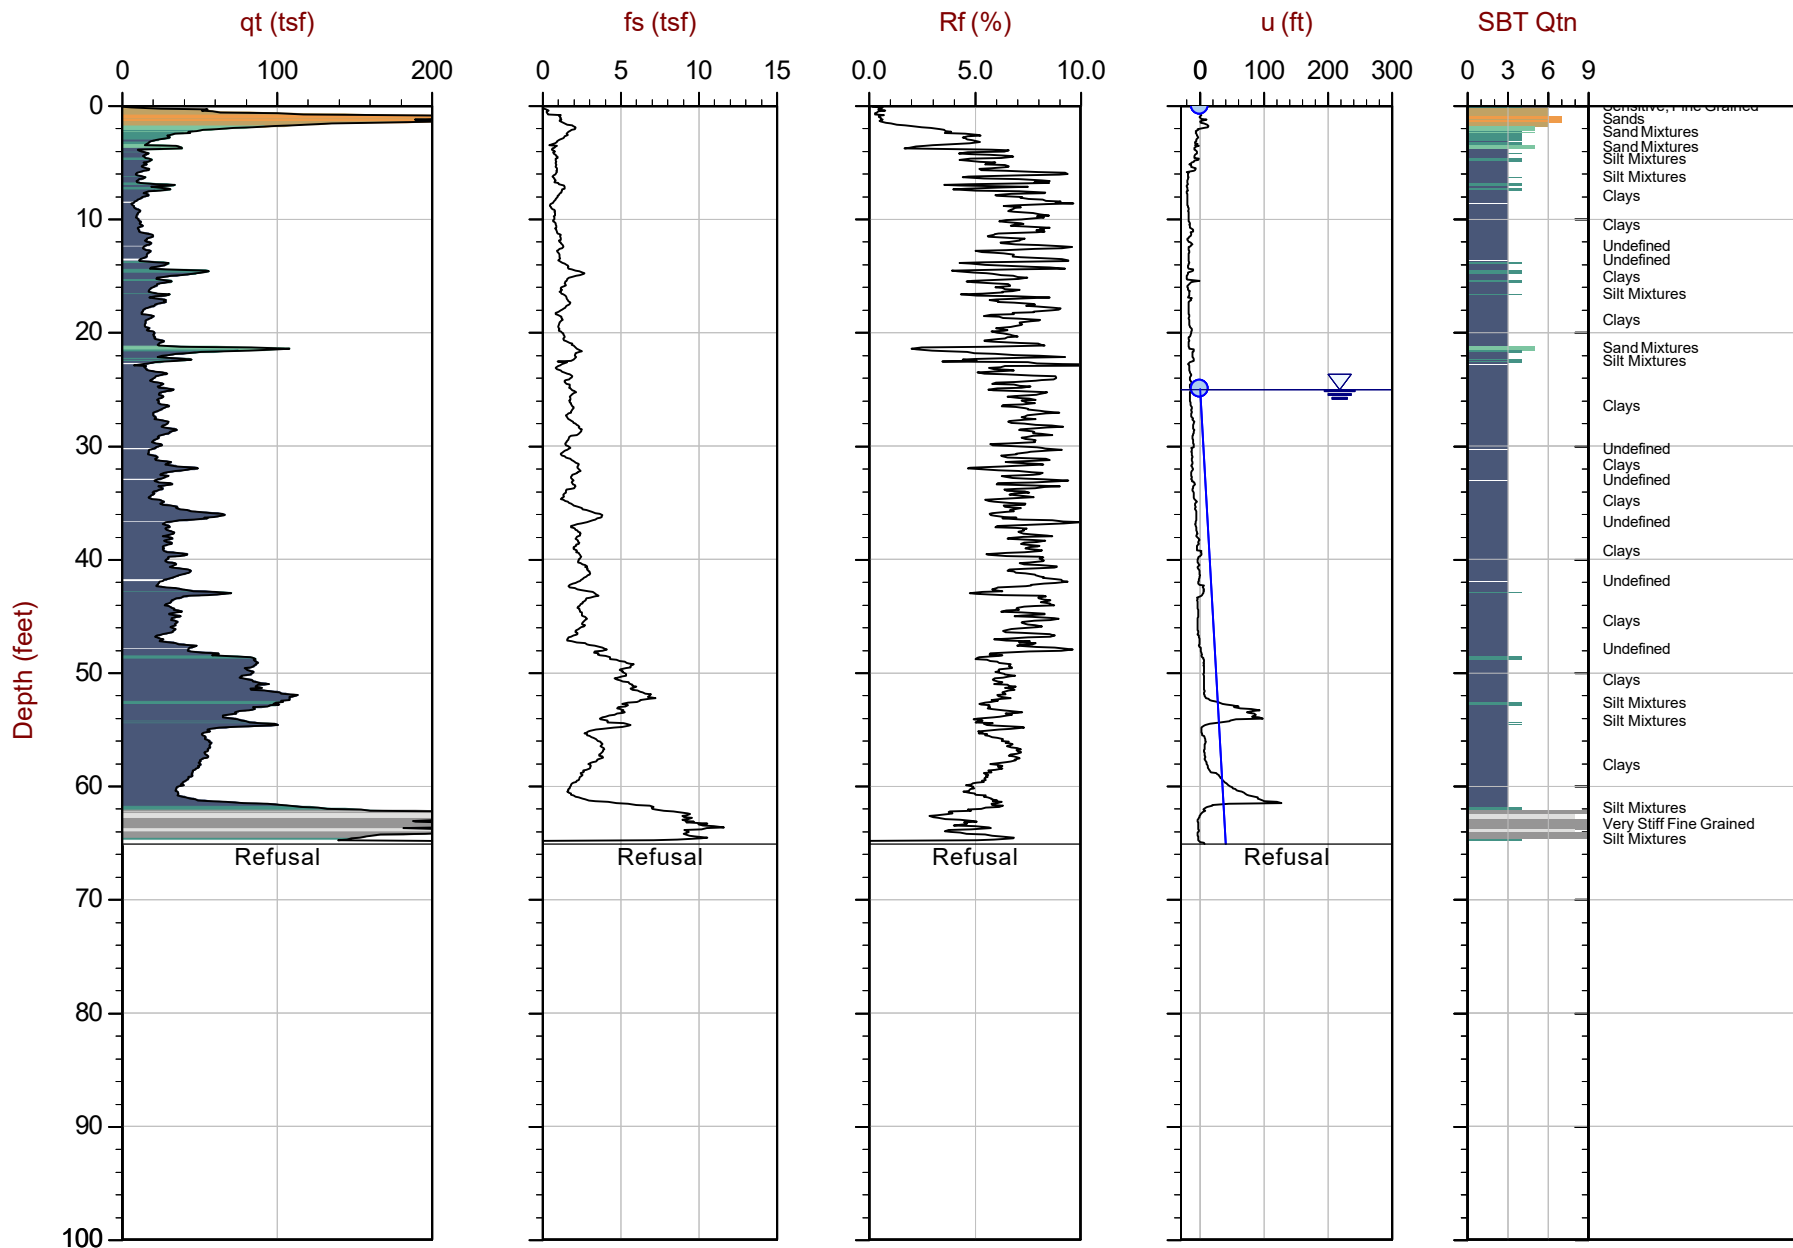 qt (tsf)
fs (tsf)
Rf (%)
u (ft)
SBT Qtn
0 100 200
0 5 10 15
0.0 5.0 10.0
0 100 200 300
0 3 6 9
Depth (feet)
0
10
20
30
40
50
60
70
80
90
100
Sensitive, Fine Grained
Sands
Sand Mixtures
Sand Mixtures
Silt Mixtures
Silt Mixtures
Clays
Clays
Undefined
Undefined
Clays
Silt Mixtures
Clays
Sand Mixtures
Silt Mixtures
Clays
Undefined
Clays
Undefined
Clays
Undefined
Clays
Undefined
Clays
Undefined
Clays
Silt Mixtures
Silt Mixtures
Clays
Silt Mixtures
Very Stiff Fine Grained
Silt Mixtures
Refusal
Refusal
Refusal
Refusal